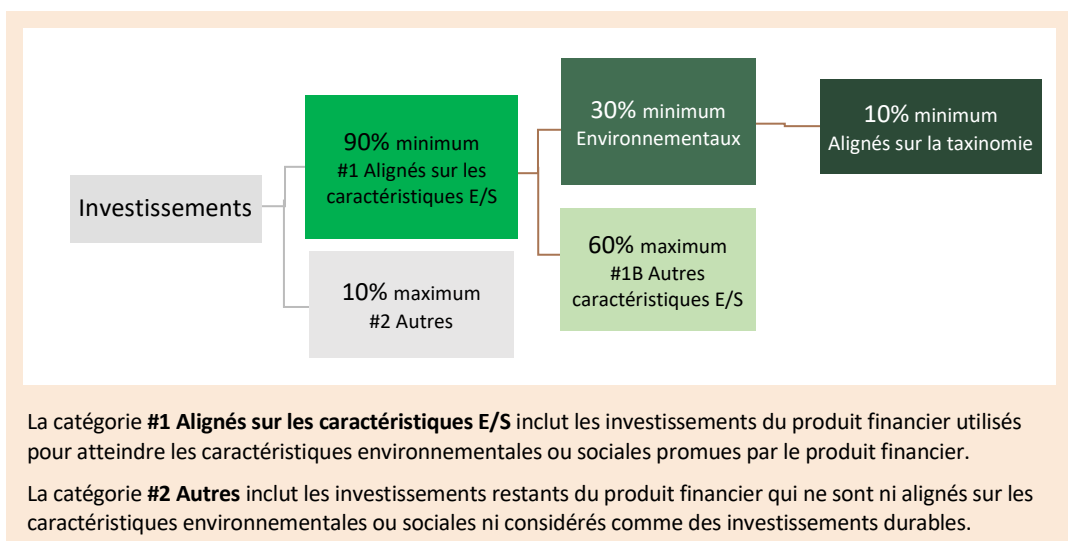 Investissements
90% minimum
#1 Alignés sur les
caractéristiques E/S
10% maximum
#2 Autres
30% minimum
Environnementaux
60% maximum
#1B Autres
caractéristiques E/S
10% minimum
Alignés sur la taxinomie
La catégorie #1 Alignés sur les caractéristiques E/S inclut les investissements du produit financier utilisés
pour atteindre les caractéristiques environnementales ou sociales promues par le produit financier.
La catégorie #2 Autres inclut les investissements restants du produit financier qui ne sont ni alignés sur les
caractéristiques environnementales ou sociales ni considérés comme des investissements durables.